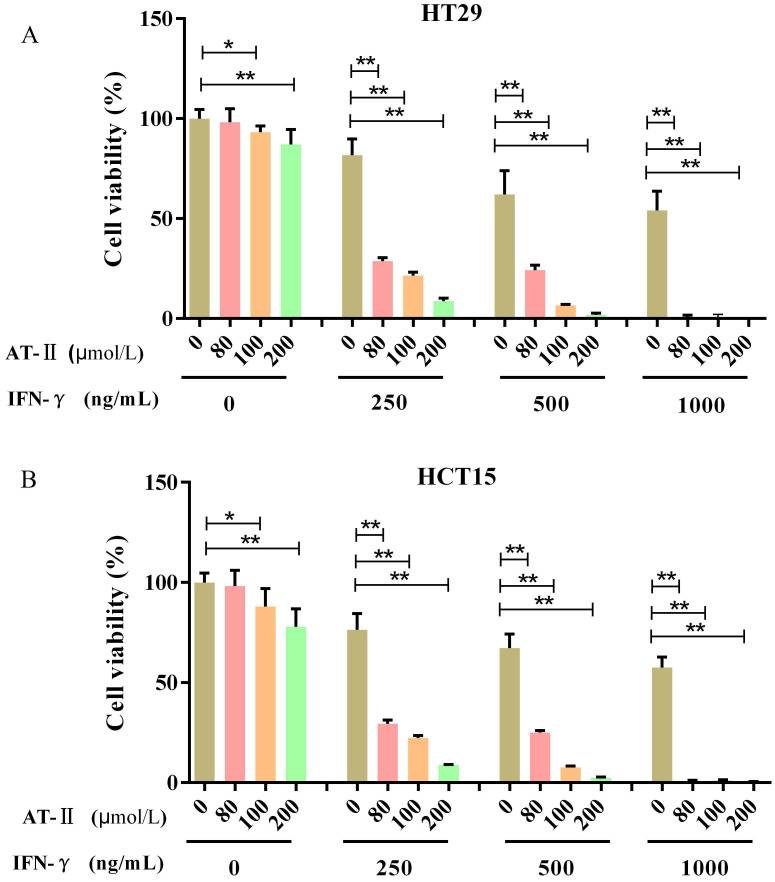 A
HT29
Cell viability (%)
150
100
50
0
* ** ** ** ** ** ** ** ** ** **
0 80 100 200 0 80 100 200 0 80 100 200 0 80 100 200
AT-Ⅱ (μmol/L)
IFN-γ (ng/mL)
0 250 500 1000
B
HCT15
Cell viability (%)
150
100
50
0
* ** ** ** ** ** ** ** ** ** **
0 80 100 200 0 80 100 200 0 80 100 200 0 80 100 200
AT-Ⅱ (μmol/L)
IFN-γ (ng/mL)
0 250 500 1000